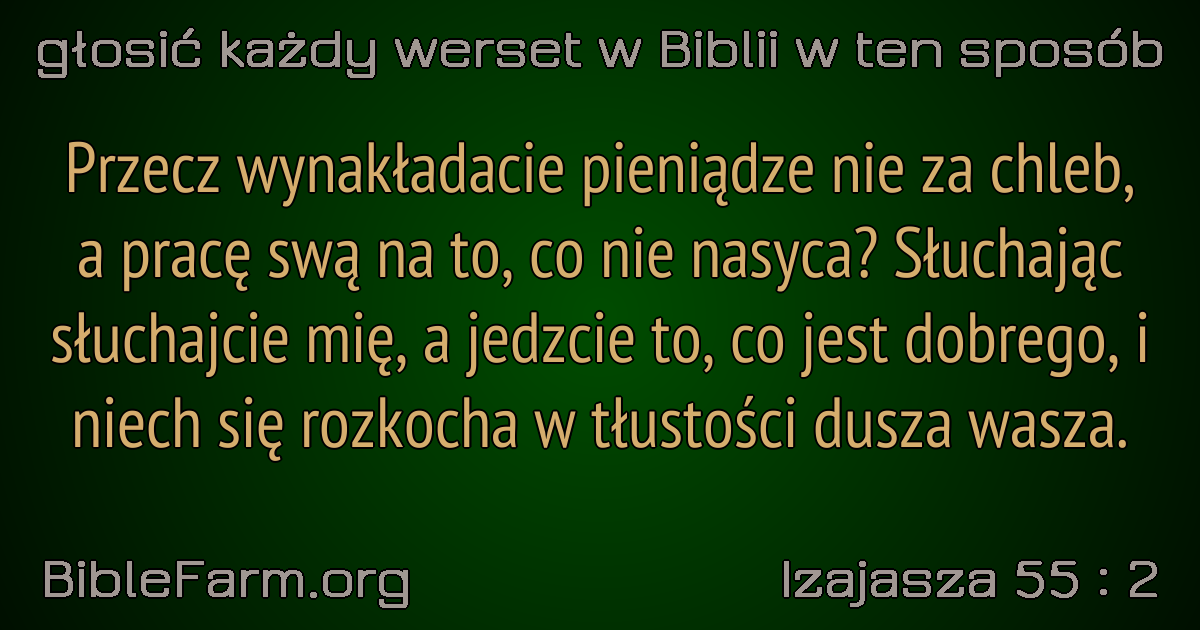 głosić każdy werset w Biblii w ten sposób
Przecz wynakładacie pieniądze nie za chleb,
a pracę swą na to, co nie nasyca? Słuchając
słuchajcie mię, a jedzcie to, co jest dobrego, i
niech się rozkocha w tłustości dusza wasza.
BibleFarm.org
Izajasza 55 : 2